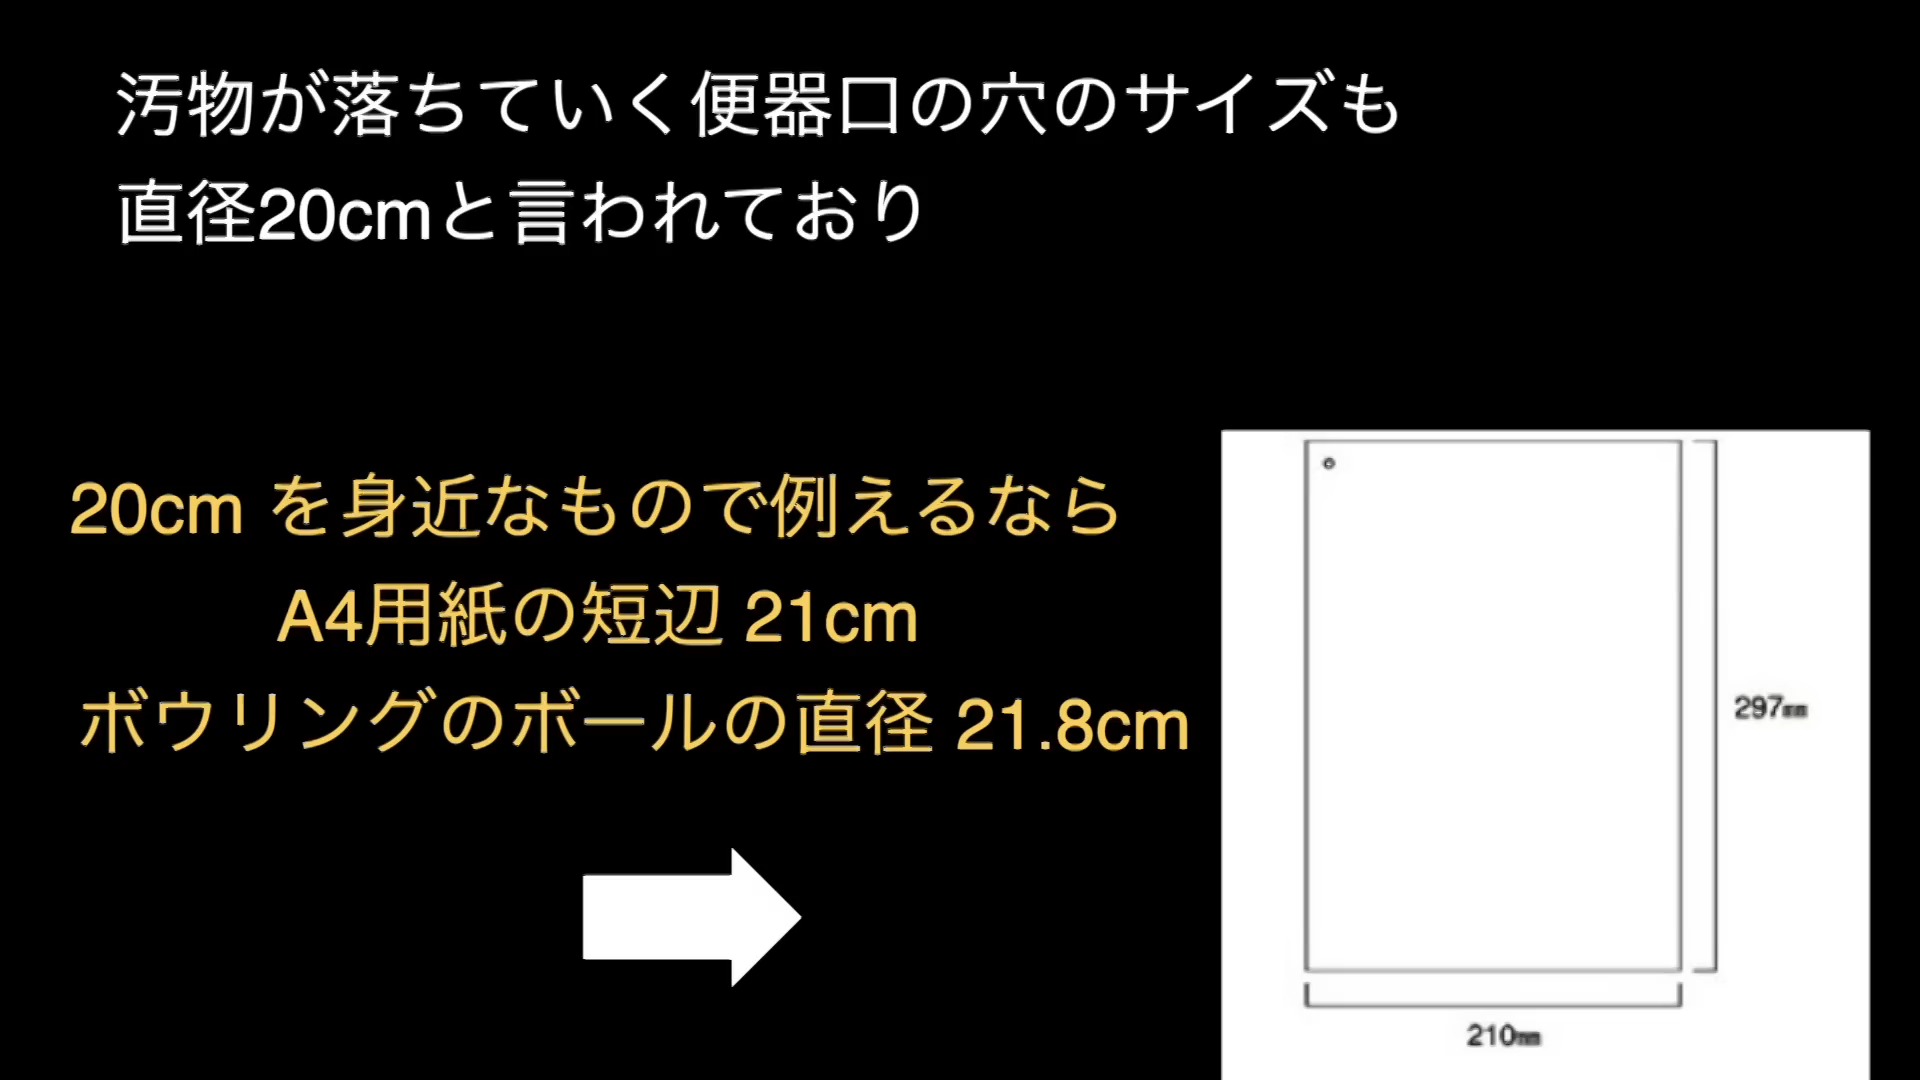 汚物が落ちていく便器口の穴のサイズも
直径20cmと言われており
20cm を身近なもので例えるなら
A4用紙の短辺 21cm
ボウリングのボールの直径 21.8cm
297㎜
210㎜